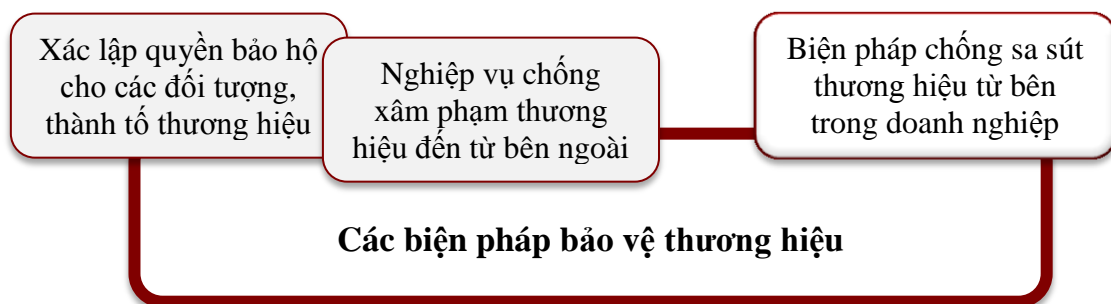 Xác lập quyền bảo hộ
cho các đối tượng,
thành tố thương hiệu
Nghiệp vụ chống
xâm phạm thương
hiệu đến từ bên ngoài
Biện pháp chống sa sút
thương hiệu từ bên
trong doanh nghiệp
Các biện pháp bảo vệ thương hiệu